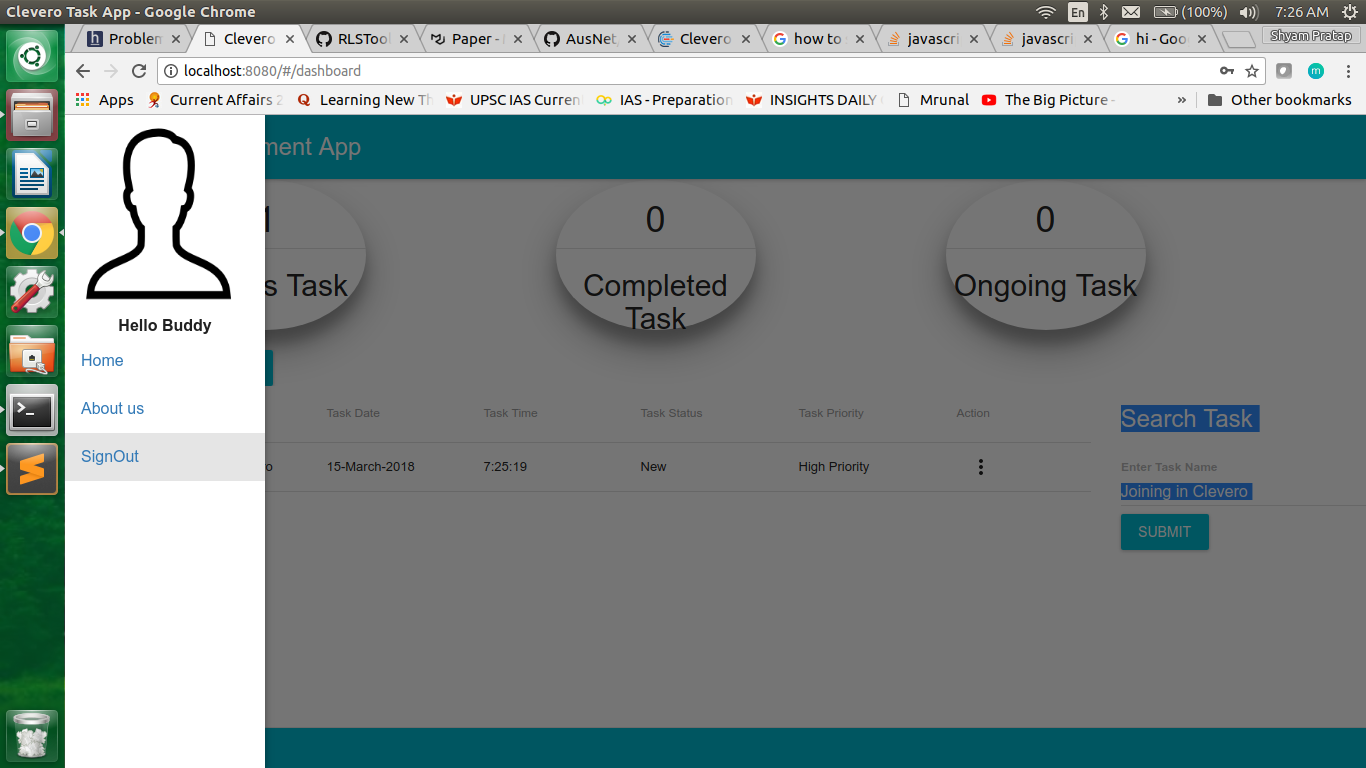 Clevero Task App - Google Chrome
En
(100%)
7:26 AM
Problem
Clevero
RLSTool
Paper -
AusNet
Clevero
how to
javascri
javascri
hi - Goo
Shyam Pratap
localhost:8080/#/dashboard
m
Apps
Current Affairs 2
Learning New Th
UPSC IAS Curren
IAS - Preparation
INSIGHTS DAILY
Mrunal
The Big Picture -
»
Other bookmarks
ment App
Hello Buddy
Home
About us
SignOut
1
s Task
0
Completed
Task
0
Ongoing Task
Task Date
Task Time
Task Status
Task Priority
Action
ro
15-March-2018
7:25:19
New
High Priority
Search Task
Enter Task Name
Joining in Clevero
SUBMIT